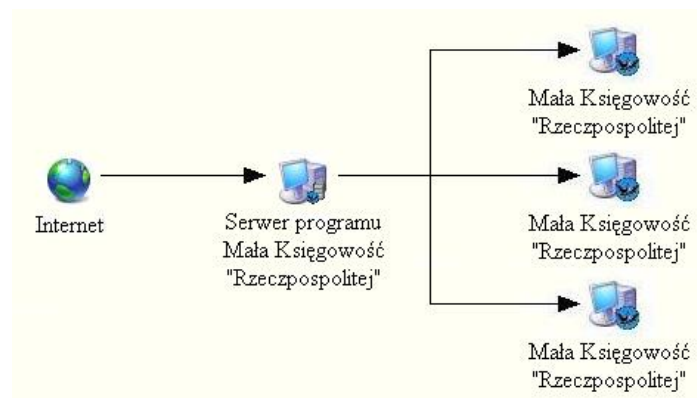 Internet
Serwer programu
Mała Księgowość
"Rzeczpospolitej"
Mała Księgowość
"Rzeczpospolitej"
Mała Księgowość
"Rzeczpospolitej"
Mała Księgowość
"Rzeczpospolitej"